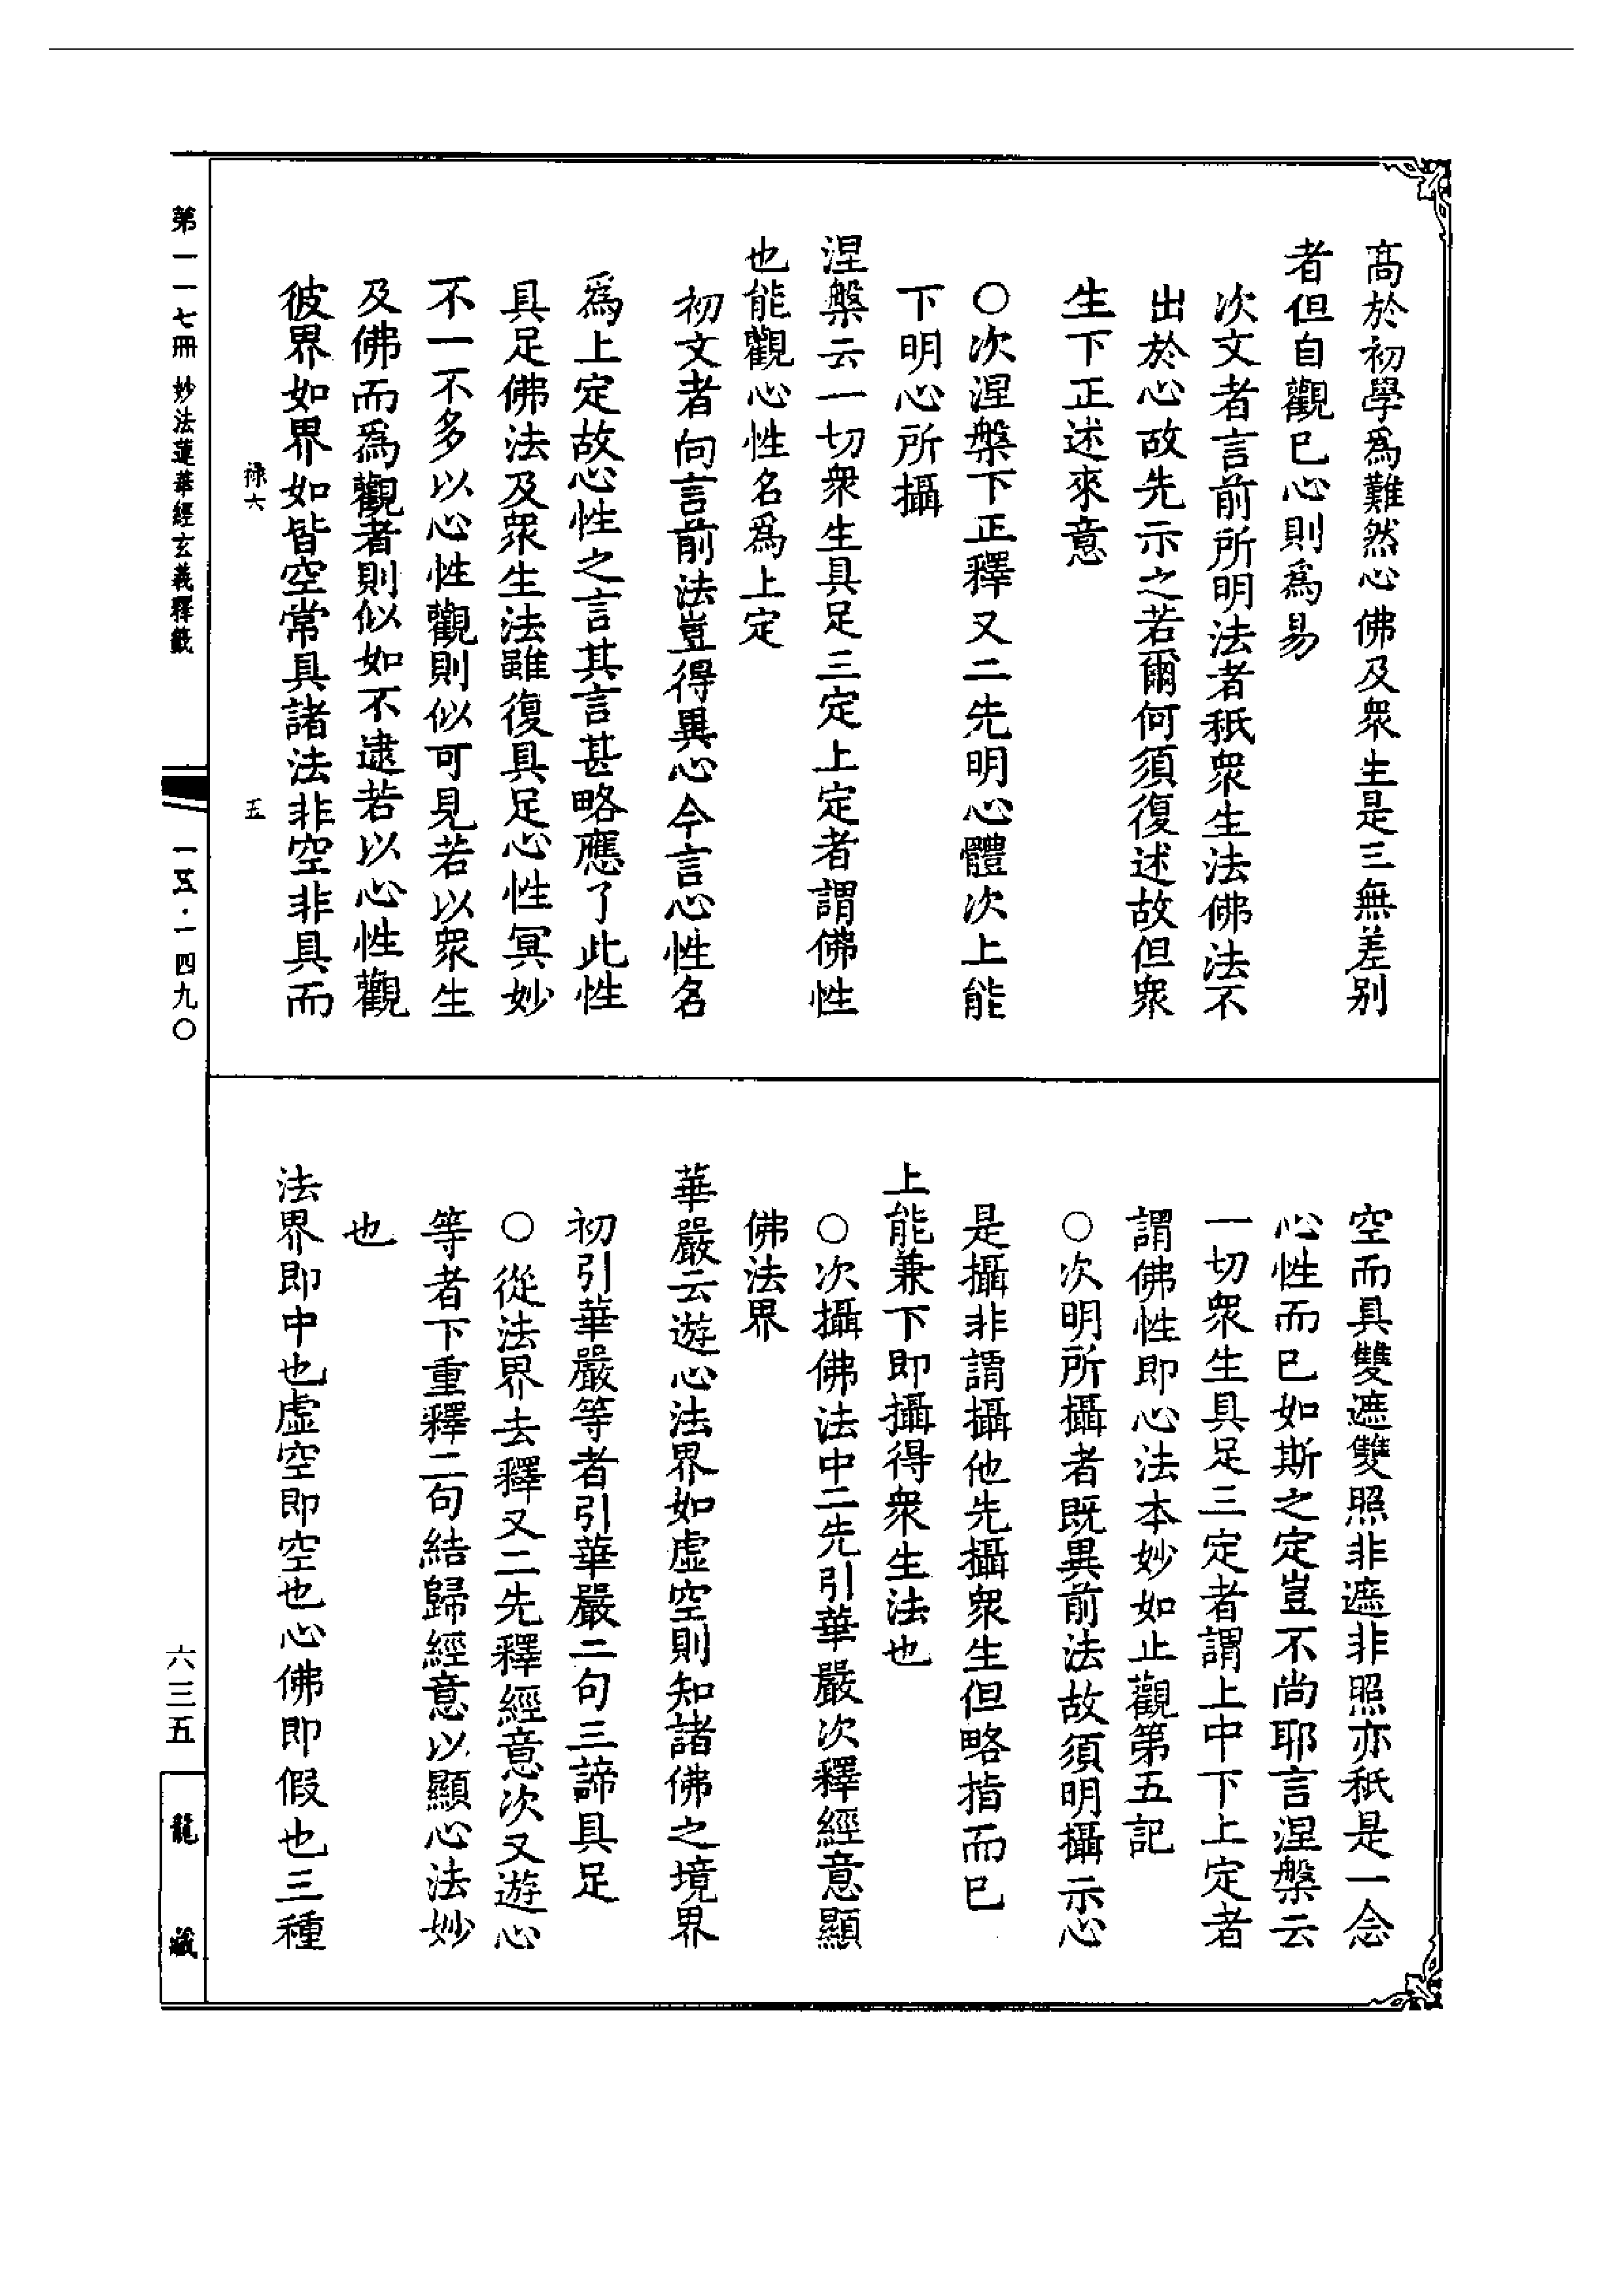 高於初學爲難然心佛及衆生是三無差别
者但自觀已心則爲易
次文者言前所明法者秖衆生法佛法不
出於心故先示之若爾何須復述故但衆
生下正述來意
○次涅槃下正釋又二先明心體次上能
下明心所攝
涅槃云一切衆生具足三定上定者謂佛性
也能觀心性名爲上定
初文者向言前法豈得異心今言心性名
爲上定故心性之言其言甚略應了此性
具足佛法及衆生法雖復具足心性冥妙
不一不多以心性觀則似可見若以衆生
及佛而爲觀者則似如不逮若以心性觀
彼界如界如皆空常具諸法非空非具而
禄六
五
第一一七冊 妙法蓮華經玄義釋籤
一五·一四九〇
空而具雙遮雙照非遮非照亦秖是一念
心性而已如斯之定豈不尚耶言涅槃云
一切衆生具足三定者謂上中下上定者
謂佛性即心法本妙如止觀第五記
○次明所攝者既異前法故須明攝示心
是攝非謂攝他先攝衆生但略指而已
上能兼下即攝得衆生法也
○次攝佛法中二先引華嚴次釋經意顯
佛法界
華嚴云遊心法界如虛空則知諸佛之境界
初引華嚴等者引華嚴二句三諦具足
○從法界去釋又二先釋經意次又遊心
等者下重釋二句結歸經意以顯心法妙
也
法界即中也虛空即空也心佛即假也三種
六三五
龍藏